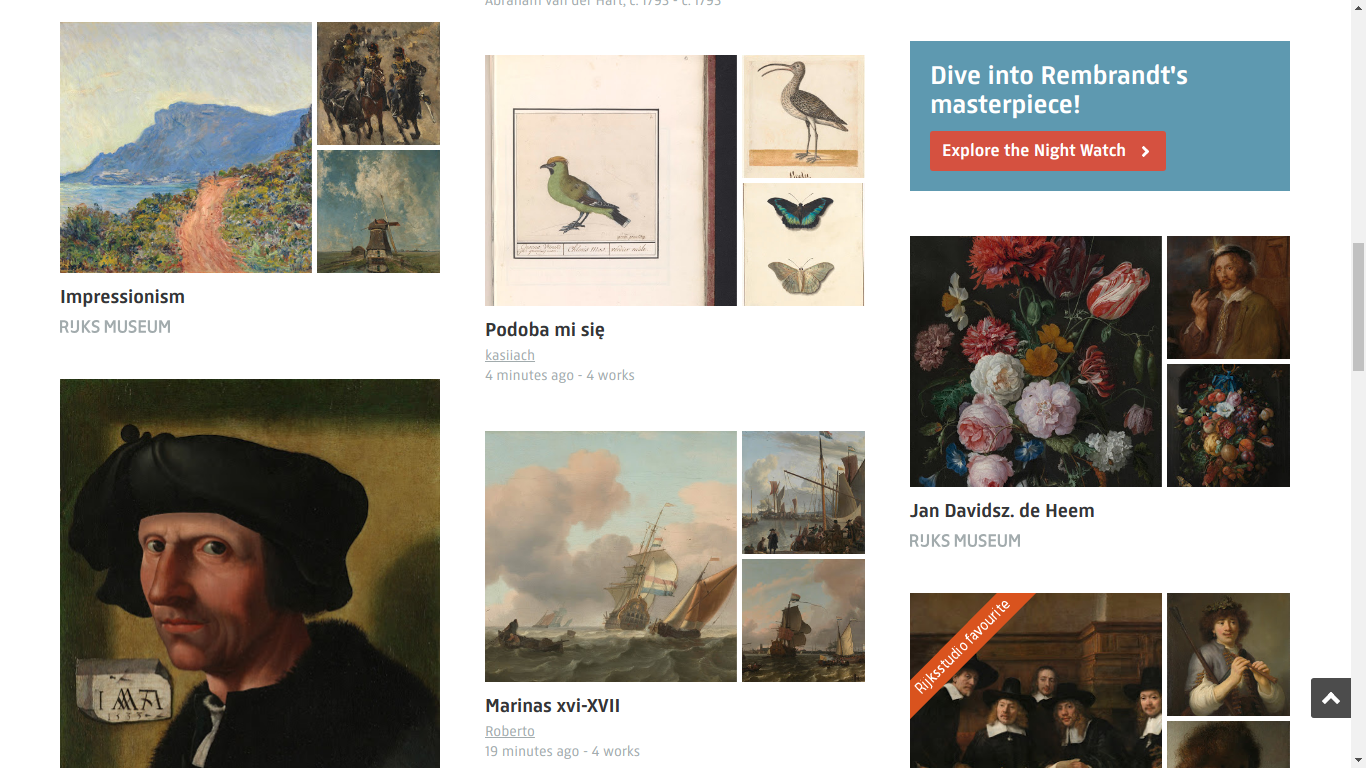 Abraham van der Hart, c. 1793 - c. 1795
Impressionism
RIJKS MUSEUM
Podoba mi się
kasiiach
4 minutes ago - 4 works
Marinas xvi-XVII
Roberto
19 minutes ago - 4 works
Dive into Rembrandt's
masterpiece!
Explore the Night Watch
Jan Davidsz. de Heem
RIJKS MUSEUM
Rijksstudio favourite